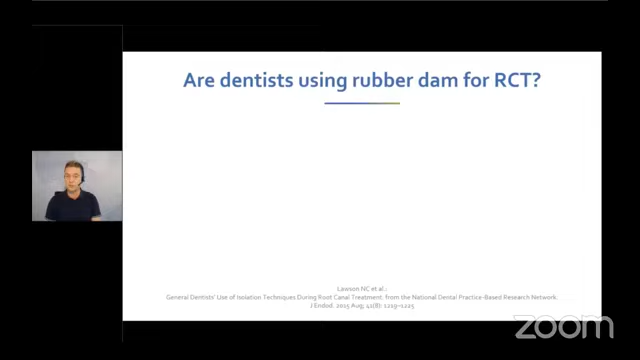 Are dentists using rubber dam for RCT?
Lawson NC et al.:
General Dentists' Use of Isolation Techniques During Root Canal Treatment: from the National Dental Practice-Based Research Network.
J Endod. 2015 Aug; 41(8): 1219–1225
zoom